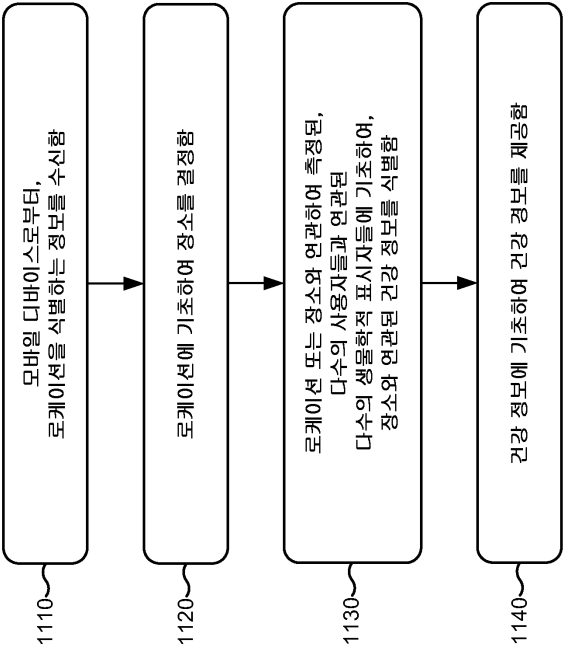 모바일 디바이스로부터,
로케이션을 식별하는 정보를 수신함
1110
로케이션에 기초하여 장소를 결정함
1120
로케이션 또는 장소와 연관하여 측정된,
다수의 사용자들과 연관된
다수의 생물학적 표시자들에 기초하여,
장소와 연관된 건강 정보를 식별함
1130
건강 정보에 기초하여 건강 경보를 제공함
1140